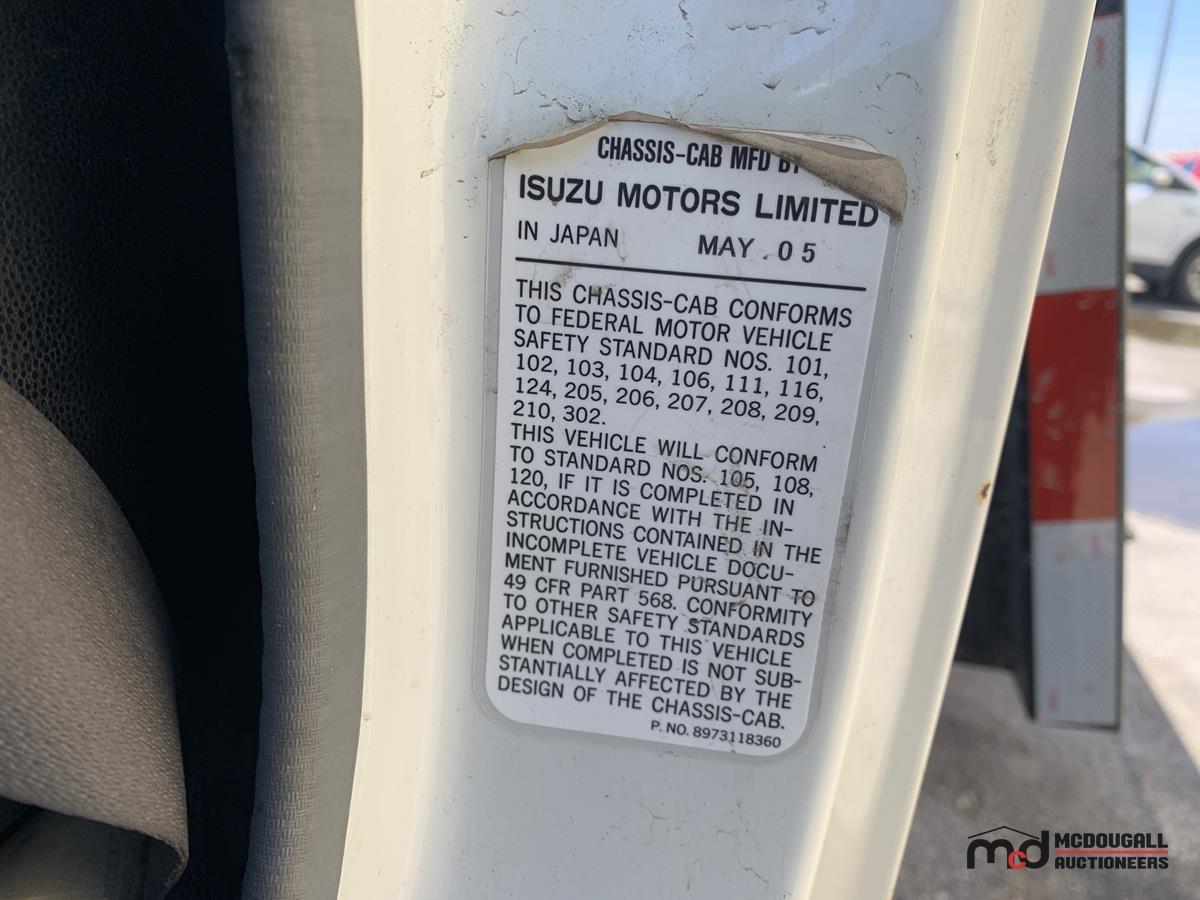 CHASSIS-CAB MFD BY
ISUZU MOTORS LIMITED
IN JAPAN MAY . 05
THIS CHASSIS-CAB CONFORMS
TO FEDERAL MOTOR VEHICLE
SAFETY STANDARD NOS. 101,
102, 103, 104, 106, 111, 116,
124, 205, 206, 207, 208, 209,
210, 302.
THIS VEHICLE WILL CONFORM
TO STANDARD NOS. 105, 108,
120, IF IT IS COMPLETED IN
ACCORDANCE WITH THE IN-
STRUCTIONS CONTAINED IN THE
INCOMPLETE VEHICLE DOCU-
MENT FURNISHED PURSUANT TO
49 CFR PART 568. CONFORMITY
TO OTHER SAFETY STANDARDS
APPLICABLE TO THIS VEHICLE
WHEN COMPLETED IS NOT SUB-
STANTIALLY AFFECTED BY THE
DESIGN OF THE CHASSIS-CAB.
P. NO. 8973118360
mcd MCDOUGALL
AUCTIONEERS